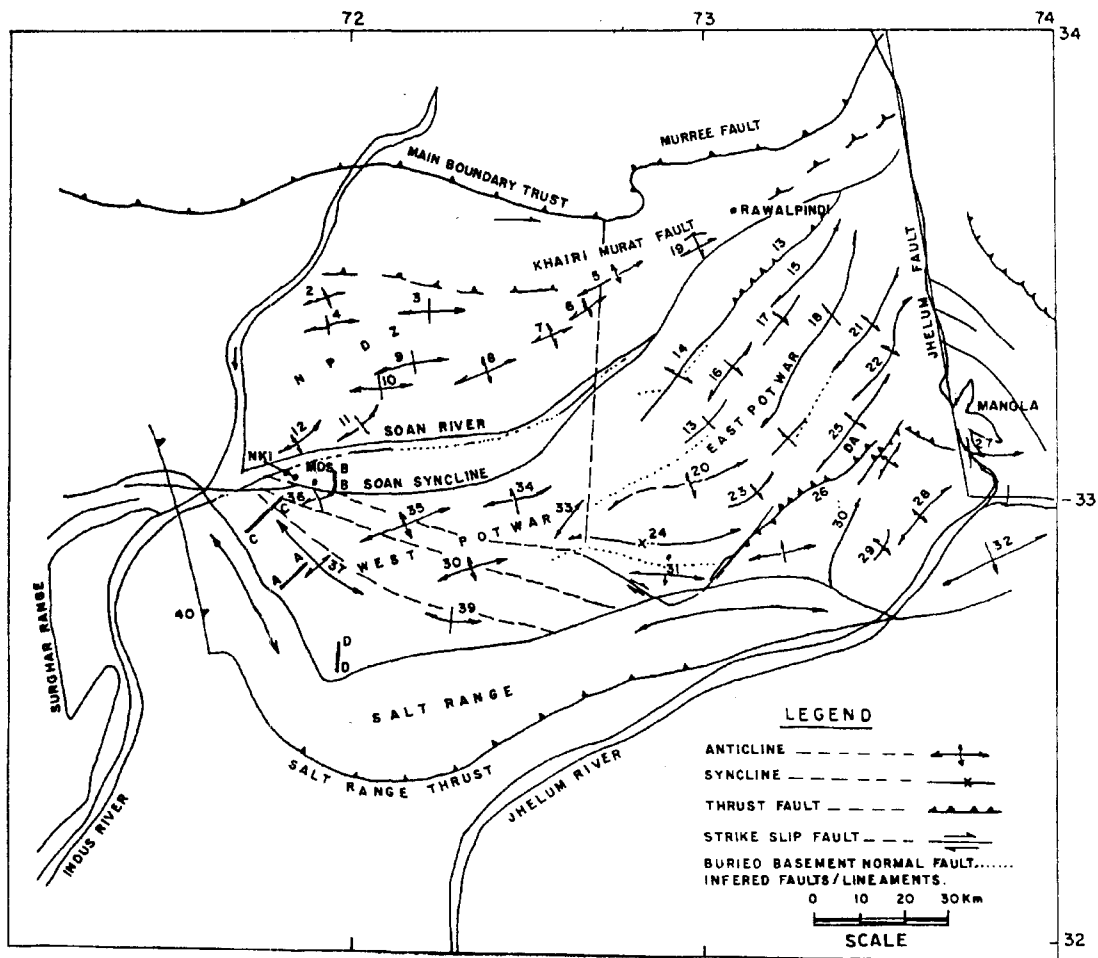 72
73
74
34
MURREE FAULT
MAIN BOUNDARY TRUST
RAWALPINDI
KHAIRI MURAT FAULT
19
13
5
15
JHELUM FAULT
2
3
4
6
7
17
18
21
N P D Z
9
8
14
16
22
10
EAST POTWAR
MANOLA
11
13
12
SOAN RIVER
25
27
NKI
MDS
B
B
SOAN SYNCLINE
DA
20
36
34
33
23
26
28
33
C
C
35
WEST POTWAR
24
30
29
32
30
31
A
A
37
40
39
D
D
SURGHAR RANGE
SALT RANGE
SALT RANGE THRUST
JHELUM RIVER
INDUS RIVER
LEGEND
ANTICLINE
SYNCLINE
THRUST FAULT
STRIKE SLIP FAULT
BURIED BASEMENT NORMAL FAULT......
INFERED FAULTS/LINEAMENTS.
0 10 20 30Km
SCALE
32